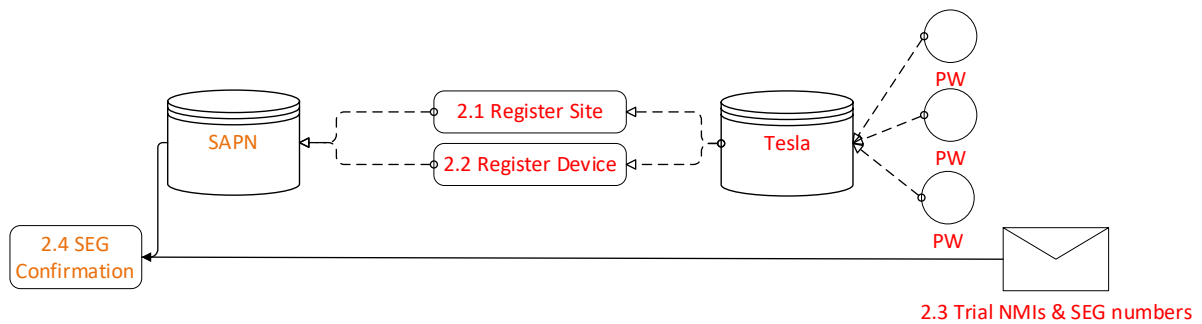 PW
2.1 Register Site
SAPN
Tesla
PW
2.2 Register Device
PW
2.4 SEG
Confirmation
2.3 Trial NMIs & SEG numbers